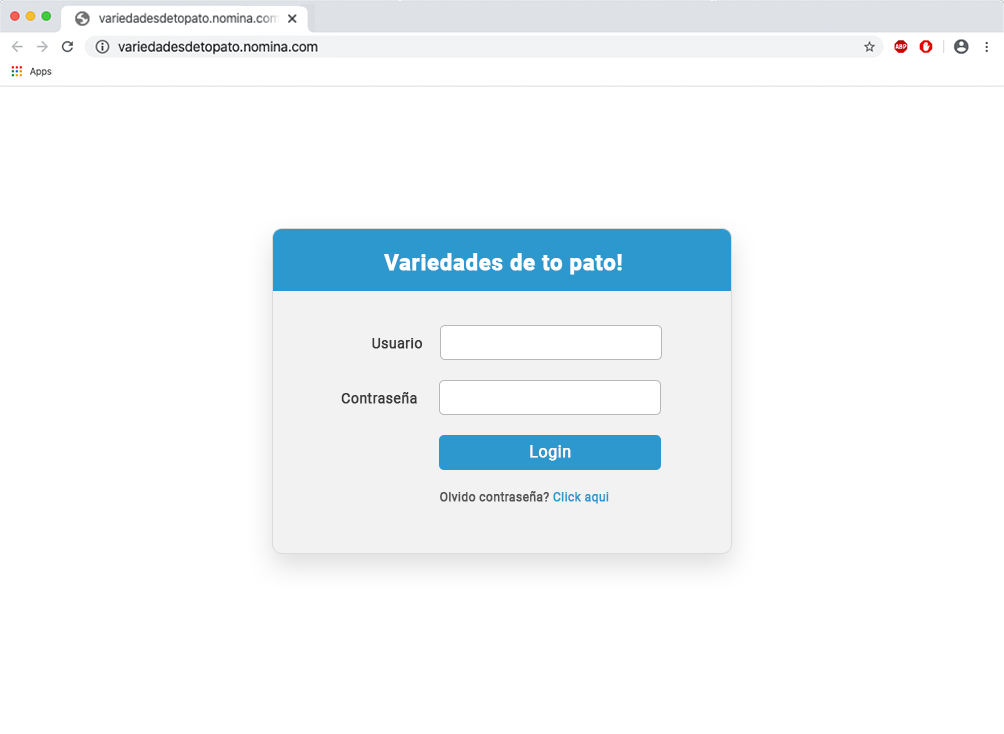 variedadesdetopato.nomina.com
variedadesdetopato.nomina.com
ABP
Apps
Variedades de to pato!
Usuario
Contraseña
Login
Olvido contraseña? Click aqui